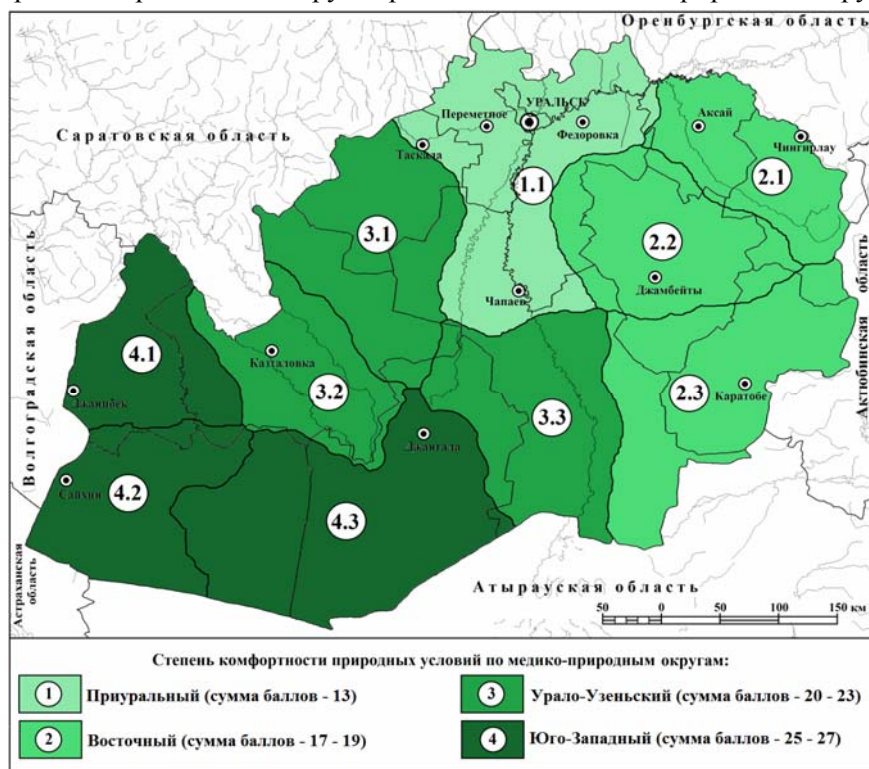 Оренбургская область
Саратовская область
УРАЛЬСК
Переметное
Федоровка
Аксай
Чингирлау
Таскала
1.1
2.1
3.1
2.2
Джамбейты
Чапаев
Волгоградская область
Актюбинская область
4.1
Казталовка
3.2
Джанибек
2.3
Каратобе
3.3
Джангала
4.2
Сайхин
4.3
Астраханская
область
Атырауская область
50 0 50 100 150 км
Степень комфортности природных условий по медико-природным округам:
1 Приуральный (сумма баллов - 13)
2 Восточный (сумма баллов - 17 - 19)
3 Урало-Узеньский (сумма баллов - 20 - 23)
4 Юго-Западный (сумма баллов - 25 - 27)